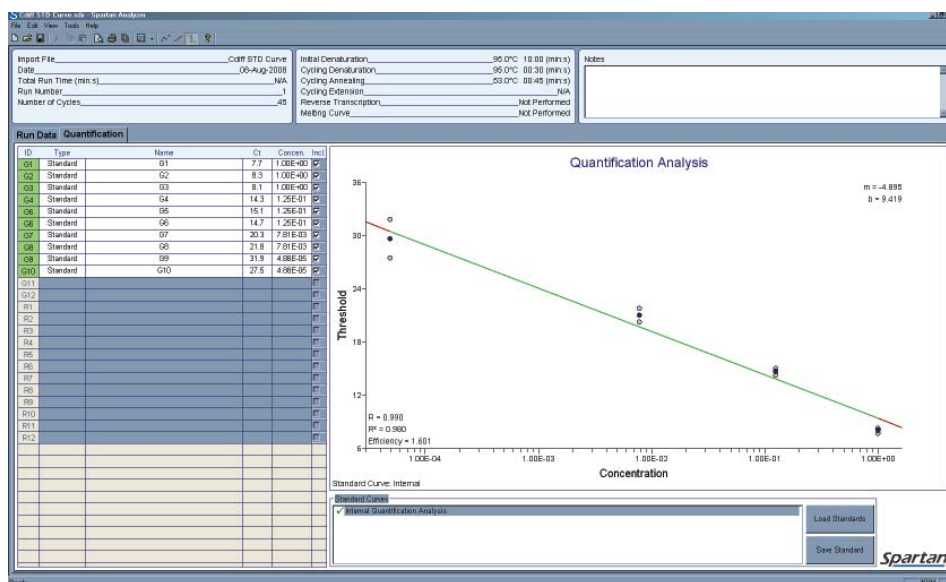 Cdiff STD Curve.sdx - Spartan Analyzer
File Edit View Tools Help
Import File Cdiff STD Curve
Date 08-Aug-2008
Total Run Time (min:s) N/A
Run Number 1
Number of Cycles 45
Initial Denaturation 95.0°C 10:00 (min:s)
Cycling Denaturation 95.0°C 00:30 (min:s)
Cycling Annealing 53.0°C 00:45 (min:s)
Cycling Extension N/A
Reverse Transcription Not Performed
Melting Curve Not Performed
Notes
Run Data Quantification
ID Type Name Ct Concen. Incl.
G1 Standard G1 7.7 1.00E+00
G2 Standard G2 8.3 1.00E+00
G3 Standard G3 8.1 1.00E+00
G4 Standard G4 14.3 1.25E-01
G5 Standard G5 15.1 1.25E-01
G6 Standard G6 14.7 1.25E-01
G7 Standard G7 20.3 7.81E-03
G8 Standard G8 21.8 7.81E-03
G9 Standard G9 31.9 4.88E-05
G10 Standard G10 27.5 4.88E-05
G11
G12
R1
R2
R3
R4
R5
R6
R7
R8
R9
R10
R11
R12
Quantification Analysis
m = -4.895
b = 9.419
36
30
24
18
12
6
Threshold
R = 0.990
R² = 0.980
Efficiency = 1.601
1.00E-04 1.00E-03 1.00E-02 1.00E-01 1.00E+00
Concentration
Standard Curve: Internal
Standard Curves
Internal Quantification Analysis
Load Standards
Save Standard
Spartan